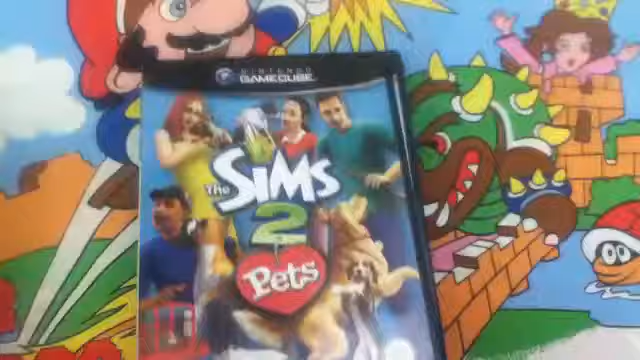 NINTENDO
GAMECUBE
The
SIMS
2
Pets